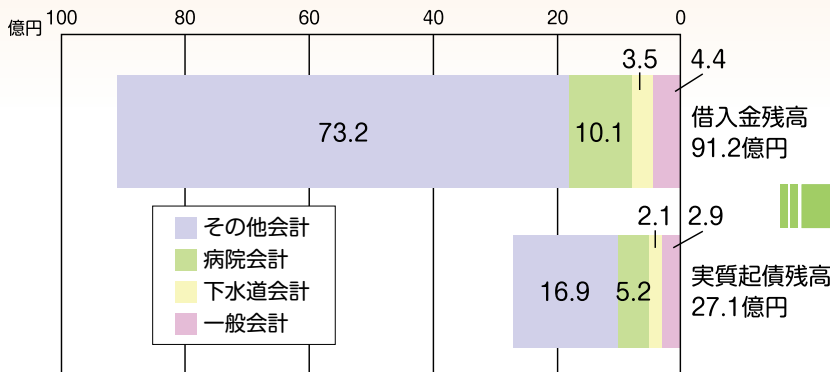 億円 100 80 60 40 20 0
3.5 4.4
73.2 10.1
借入金残高
91.2億円
その他会計
病院会計
下水道会計
一般会計
2.1 2.9
16.9 5.2
実質起債残高
27.1億円